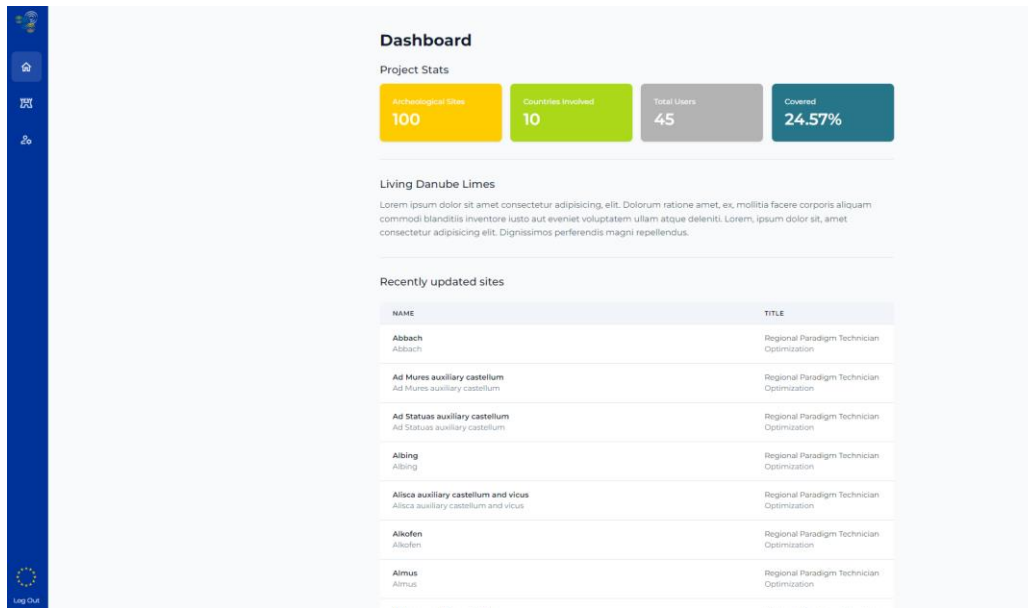 Dashboard
Project Stats
Archeological Sites
100
Countries Involved
10
Total Users
45
Covered
24.57%
Living Danube Limes
Lorem ipsum dolor sit amet consectetur adipisicing, elit. Dolorum ratione amet, ex, mollitia facere corporis aliquam
commodi blanditiis inventore iusto aut eveniet voluptatem ullam atque deleniti. Lorem, ipsum dolor sit, amet
consectetur adipisicing elit. Dignissimos perferendis magni repellendus.
Recently updated sites
NAME TITLE
Abbach
Abbach
Regional Paradigm Technician
Optimization
Ad Mures auxiliary castellum
Ad Mures auxiliary castellum
Regional Paradigm Technician
Optimization
Ad Statuas auxiliary castellum
Ad Statuas auxiliary castellum
Regional Paradigm Technician
Optimization
Albing
Albing
Regional Paradigm Technician
Optimization
Alisca auxiliary castellum and vicus
Alisca auxiliary castellum and vicus
Regional Paradigm Technician
Optimization
Alkofen
Alkofen
Regional Paradigm Technician
Optimization
Almus
Almus
Regional Paradigm Technician
Optimization
Log Out